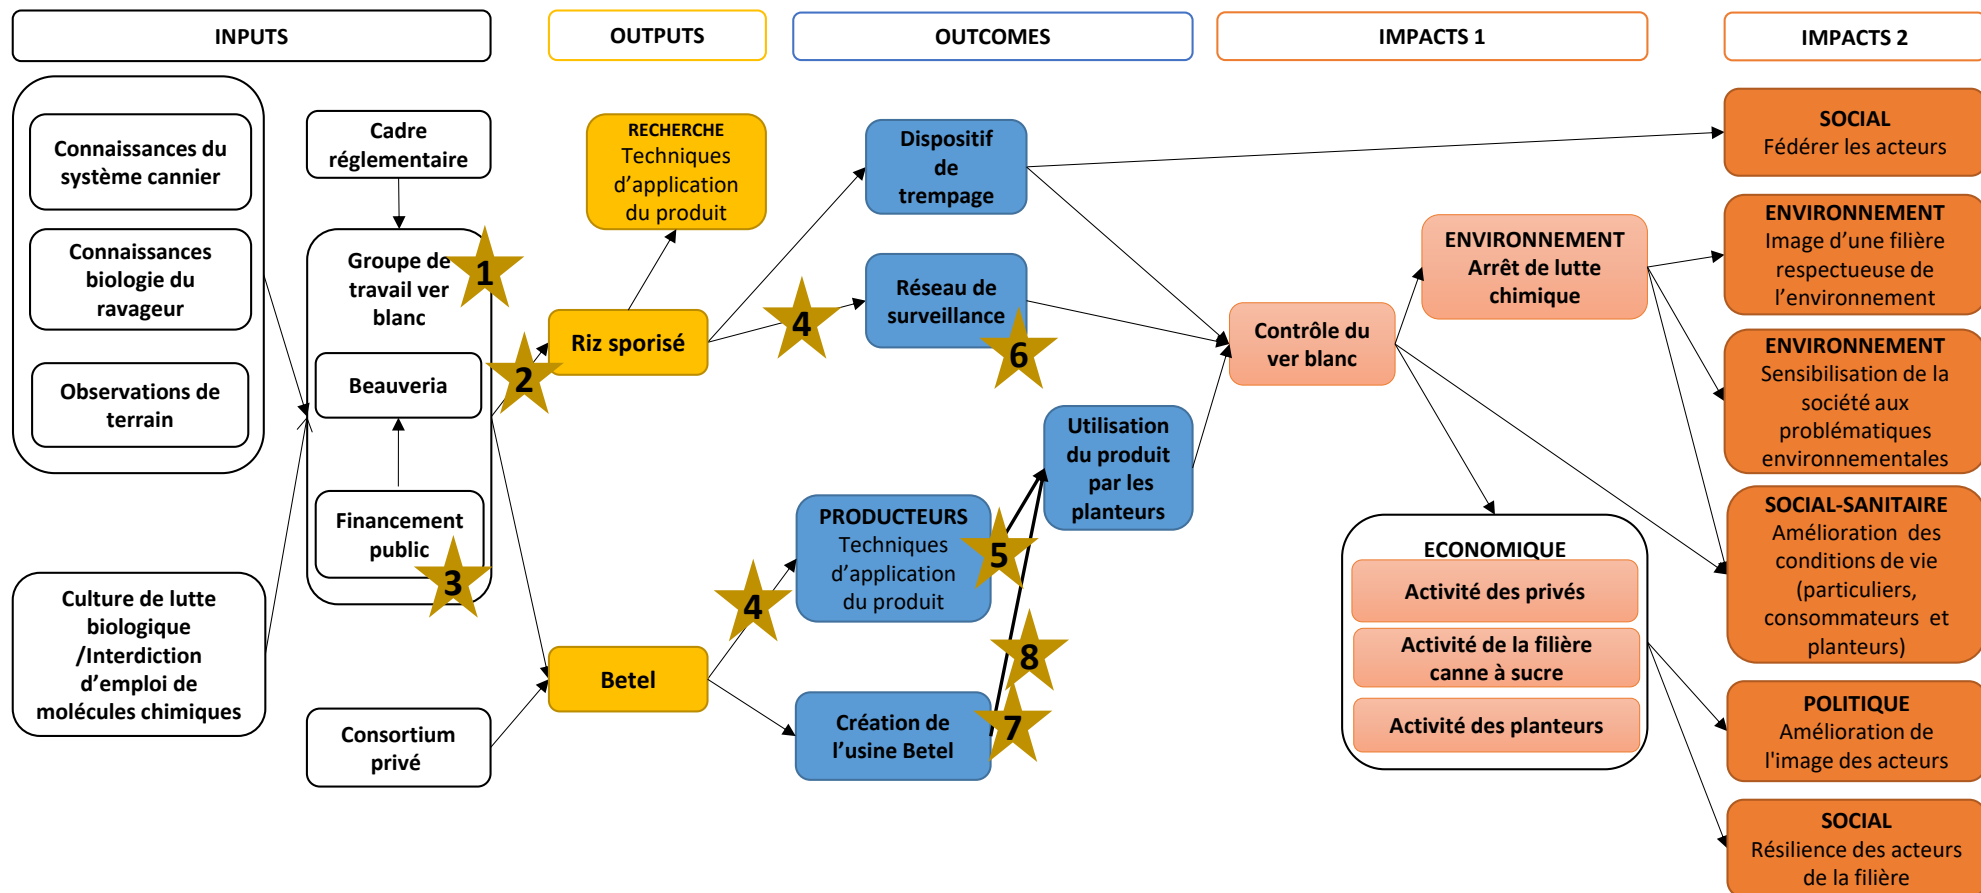 INPUTS
OUTPUTS
OUTCOMES
IMPACTS 1
IMPACTS 2
Connaissances du
système cannier
Connaissances
biologie du
ravageur
Observations de
terrain
Culture de lutte
biologique
/Interdiction
d’emploi de
molécules chimiques
Cadre
réglementaire
Groupe de
travail ver
blanc
1
Beauveria
Financement
public
3
Consortium
privé
2
RECHERCHE
Techniques
d’application
du produit
Riz sporisé
Betel
4
4
Dispositif
de
trempage
Réseau de
surveillance
6
PRODUCTEURS
Techniques
d’application
du produit
5
Création de
l’usine Betel
7
8
Utilisation
du produit
par les
planteurs
Contrôle du
ver blanc
ENVIRONNEMENT
Arrêt de lutte
chimique
ECONOMIQUE
Activité des privés
Activité de la filière
canne à sucre
Activité des planteurs
SOCIAL
Fédérer les acteurs
ENVIRONNEMENT
Image d’une filière
respectueuse de
l’environnement
ENVIRONNEMENT
Sensibilisation de la
société aux
problématiques
environnementales
SOCIAL-SANITAIRE
Amélioration des
conditions de vie
(particuliers,
consommateurs et
planteurs)
POLITIQUE
Amélioration de
l'image des acteurs
SOCIAL
Résilience des acteurs
de la filière